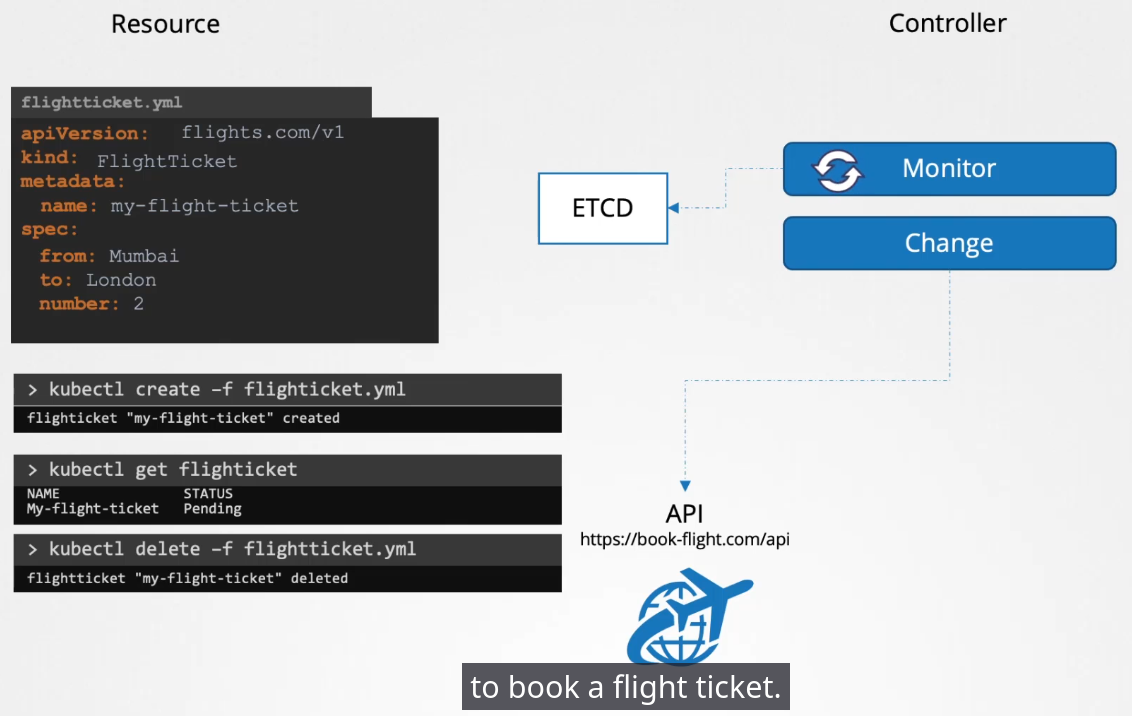 Resource
Controller
flightticket.yml
apiVersion: flights.com/v1
kind: FlightTicket
metadata:
name: my-flight-ticket
spec:
from: Mumbai
to: London
number: 2
ETCD
Monitor
Change
> kubectl create –f flighticket.yml
flighticket "my-flight-ticket" created
> kubectl get flighticket
NAME STATUS
My-flight-ticket Pending
> kubectl delete –f flightticket.yml
flightticket "my-flight-ticket" deleted
API
https://book-flight.com/api
to book a flight ticket.